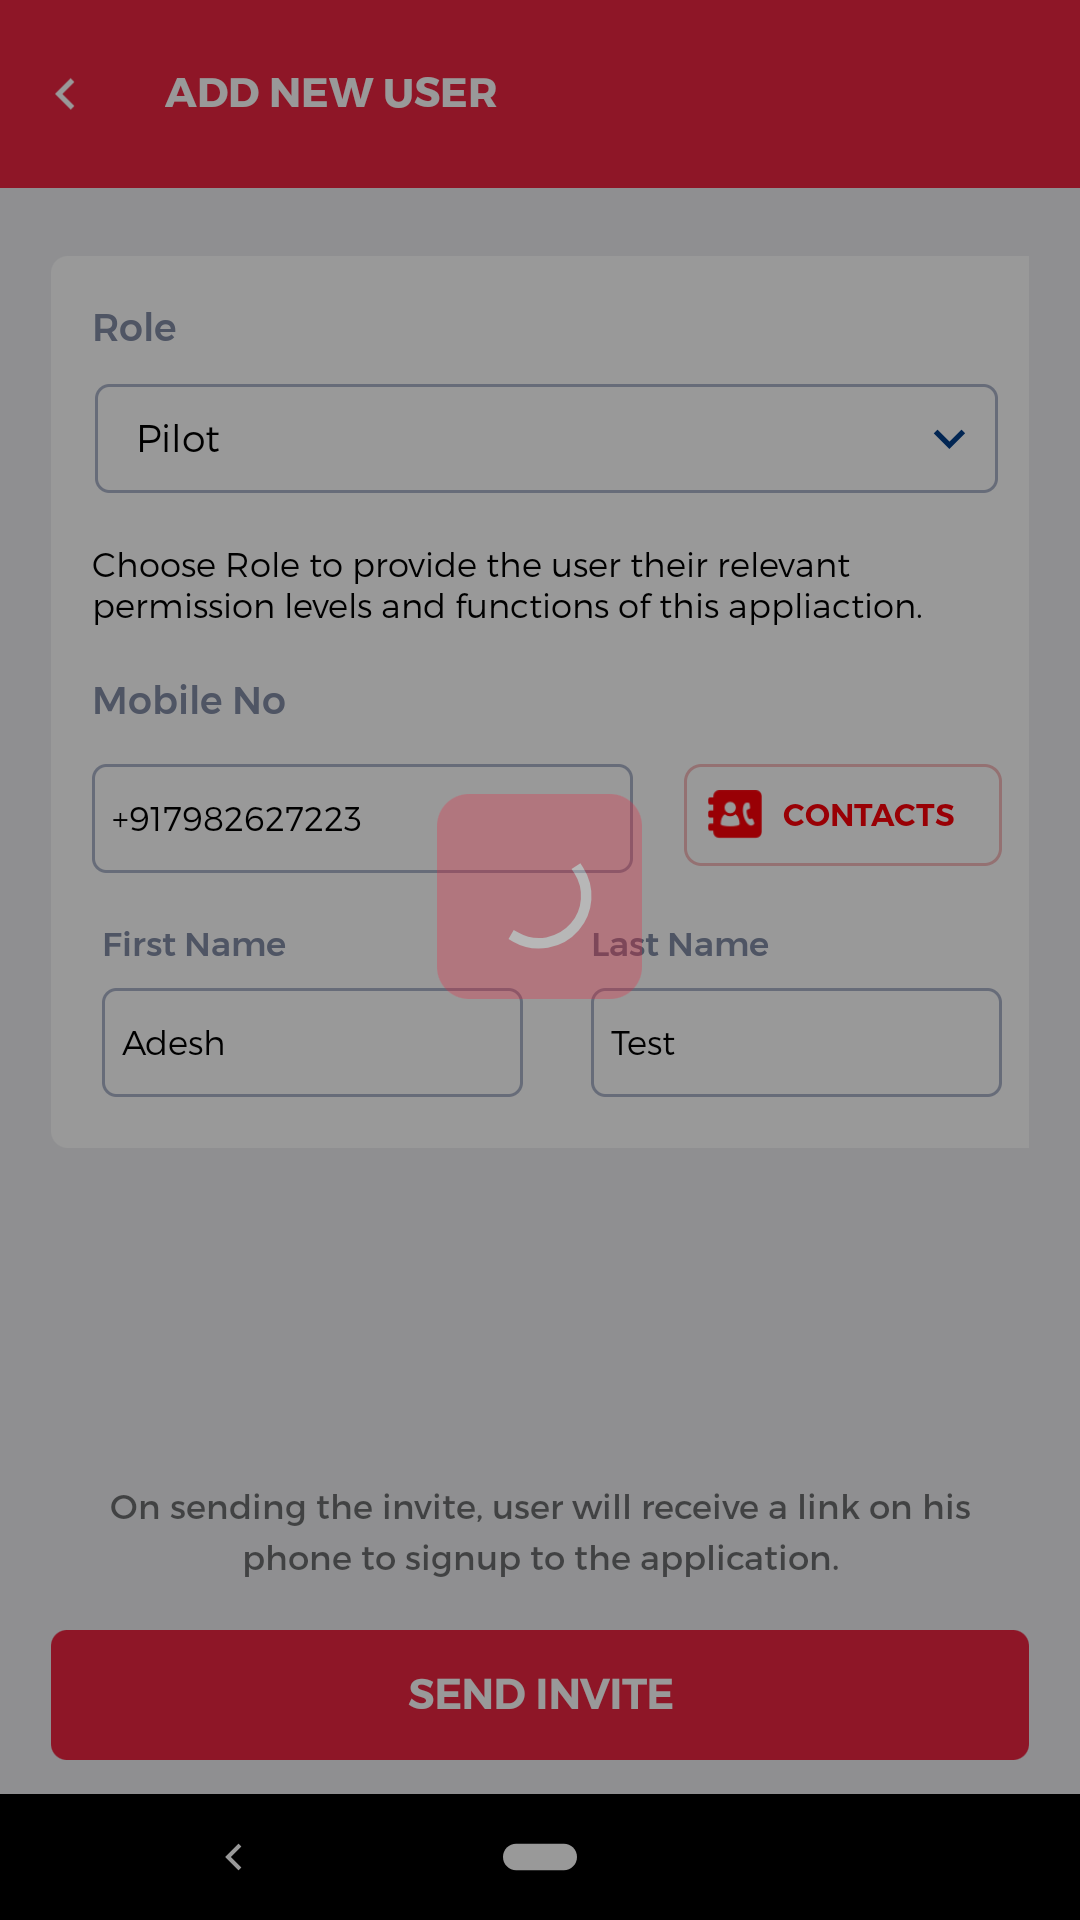 ADD NEW USER
Role
Pilot
Choose Role to provide the user their relevant
permission levels and functions of this appliaction.
Mobile No
+917982627223
CONTACTS
First Name
Last Name
Adesh
Test
On sending the invite, user will receive a link on his
phone to signup to the application.
SEND INVITE